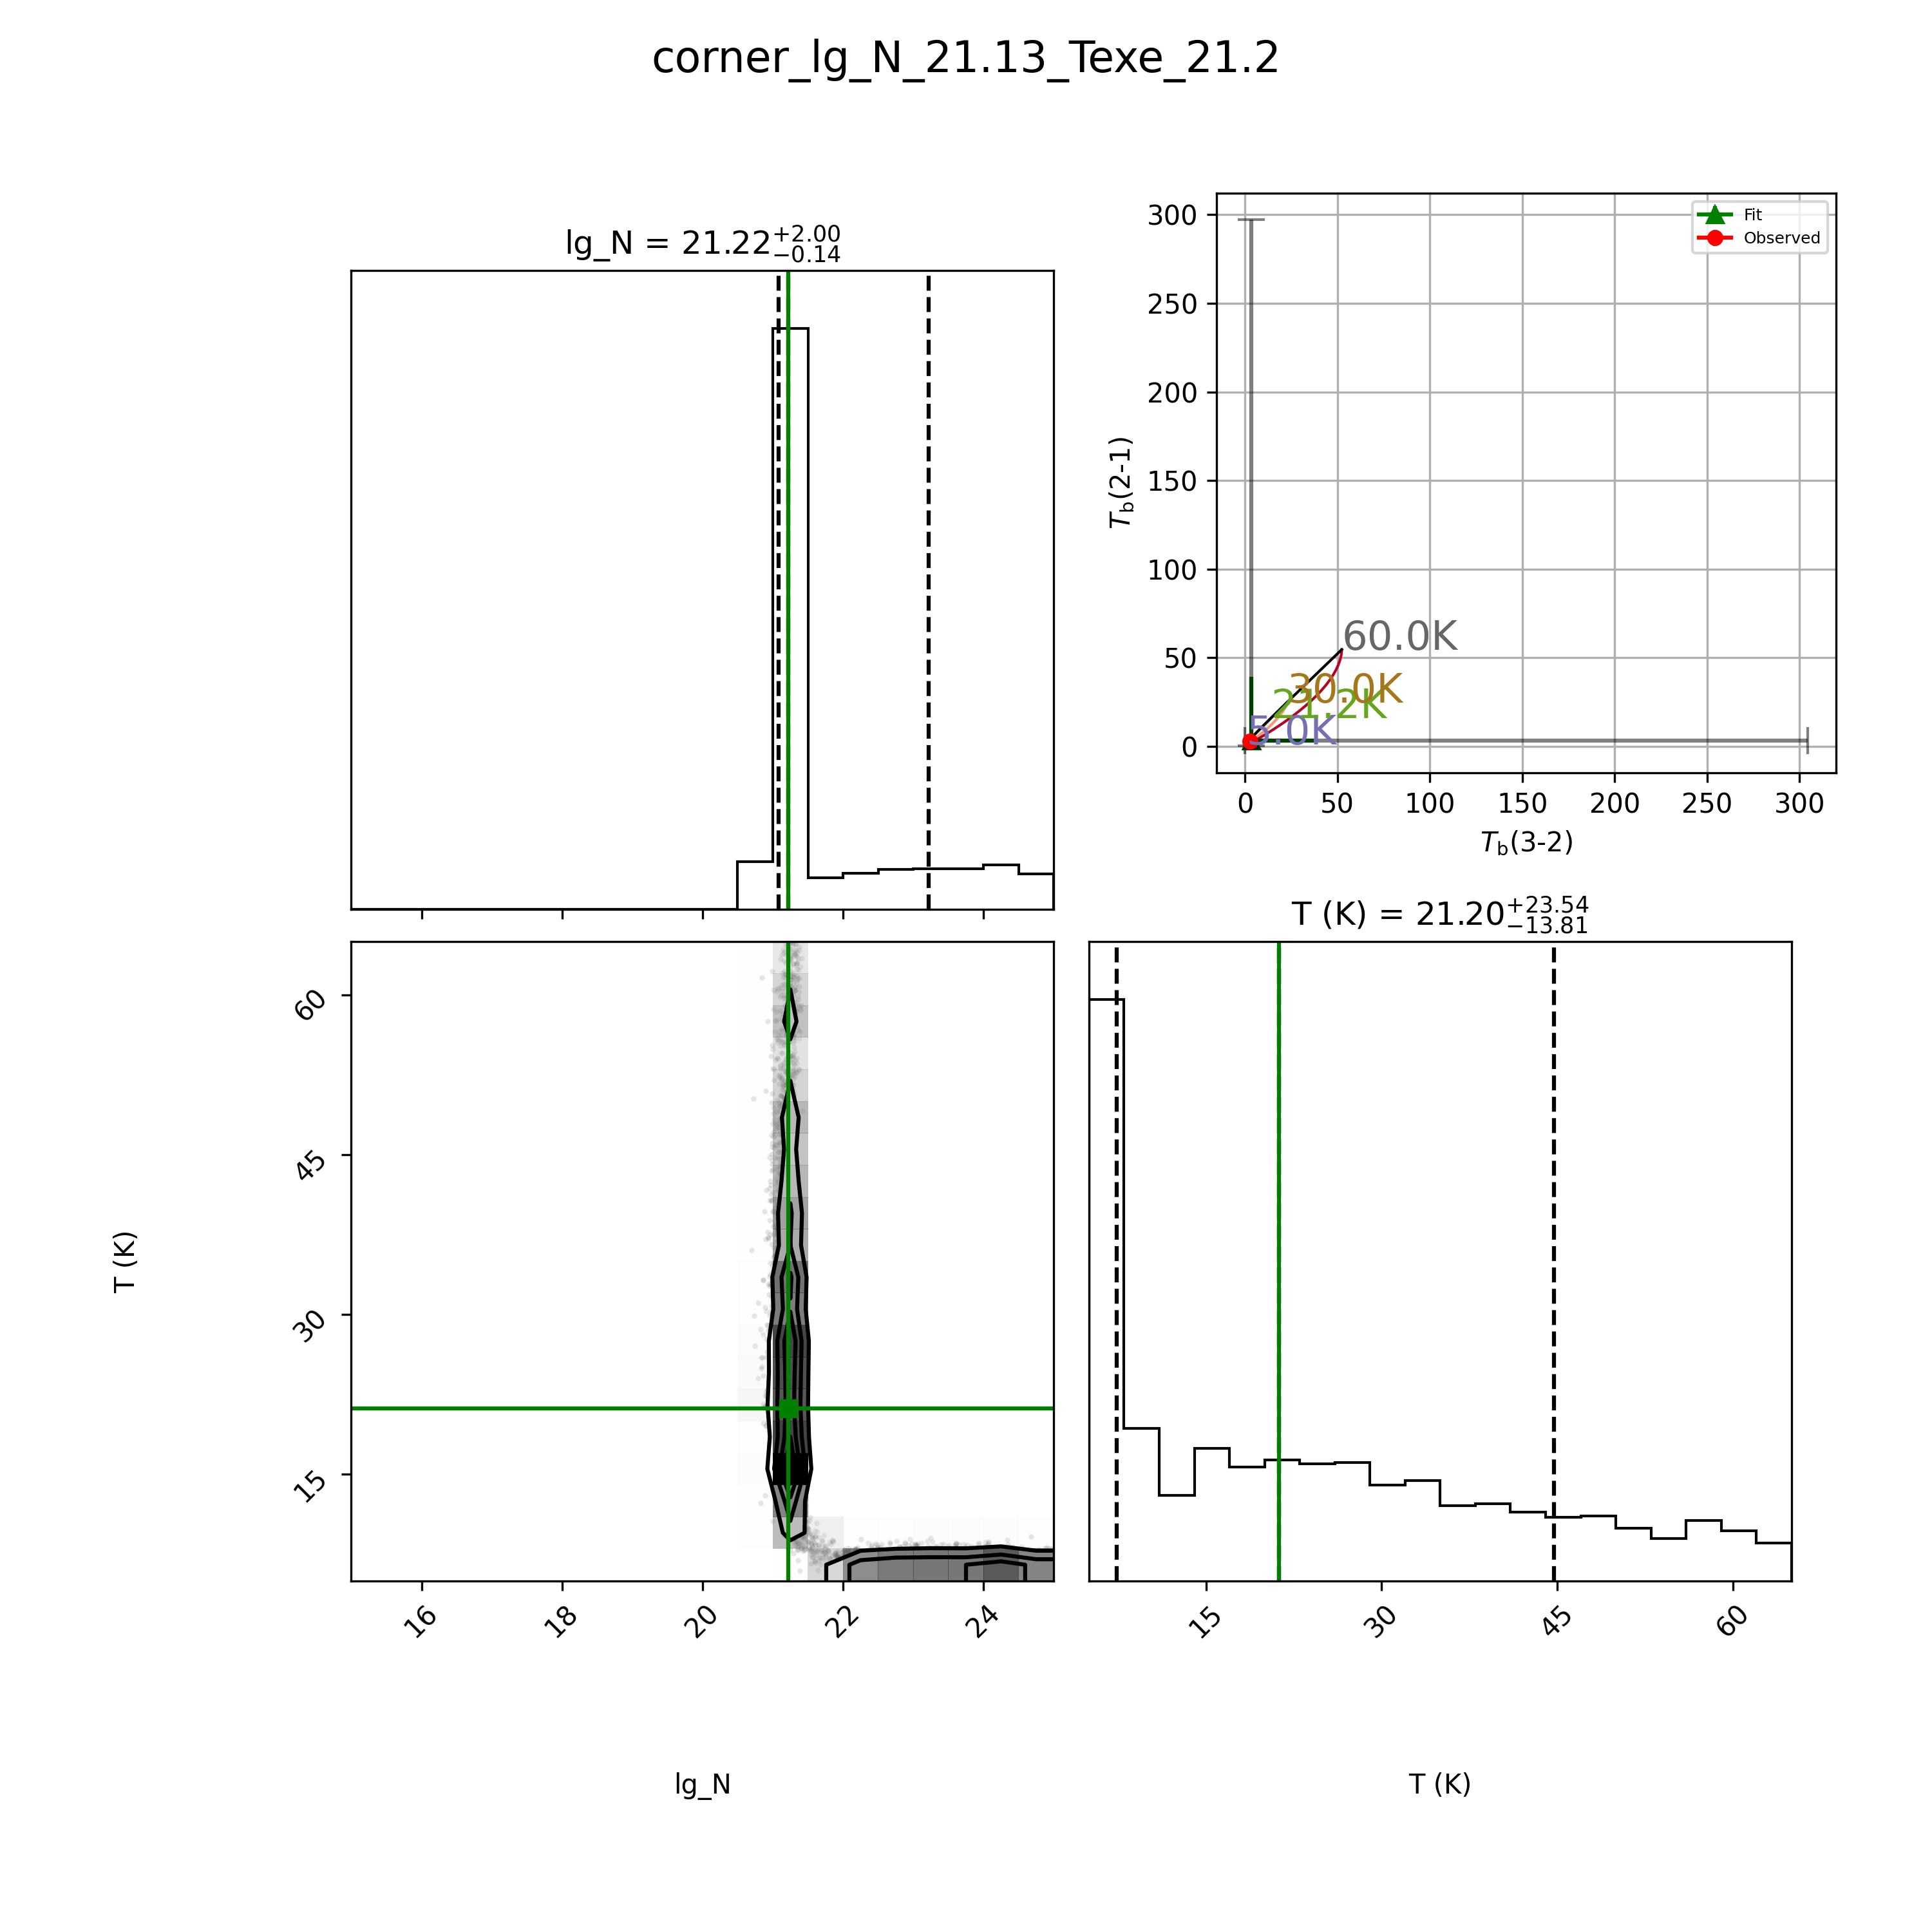 corner_lg_N_21.13_Texe_21.2
lg_N = 21.22+2.00−0.14
300
250
200
150
100
50
0
Tb(2-1)
Fit
Observed
60.0K
30.0K
21.2K
5.0K
0
50
100
150
200
250
300
Tb(3-2)
T (K) = 21.20+23.54−13.81
60
45
30
15
T (K)
16
18
20
22
24
lg_N
15
30
45
60
T (K)